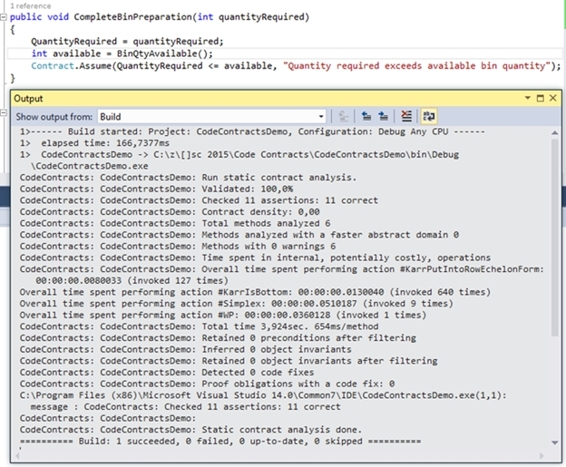 1 reference
public void CompleteBinPreparation(int quantityRequired)
{
QuantityRequired = quantityRequired;
int available = BinQtyAvailable();
Contract.Assume(QuantityRequired <= available, "Quantity required exceeds available bin quantity");
}
Output
Show output from: Build
1>------ Build started: Project: CodeContractsDemo, Configuration: Debug Any CPU ------
1> elapsed time: 166,7377ms
1> CodeContractsDemo -> C:\z\[]sc 2015\Code Contracts\CodeContractsDemo\bin\Debug
\CodeContractsDemo.exe
CodeContracts: CodeContractsDemo: Run static contract analysis.
CodeContracts: CodeContractsDemo: Validated: 100,0%
CodeContracts: CodeContractsDemo: Checked 11 assertions: 11 correct
CodeContracts: CodeContractsDemo: Contract density: 0,00
CodeContracts: CodeContractsDemo: Total methods analyzed 6
CodeContracts: CodeContractsDemo: Methods analyzed with a faster abstract domain 0
CodeContracts: CodeContractsDemo: Methods with 0 warnings 6
CodeContracts: CodeContractsDemo: Time spent in internal, potentially costly, operations
CodeContracts: CodeContractsDemo: Overall time spent performing action #KarrPutIntoRowEchelonForm:
00:00:00.0080033 (invoked 127 times)
Overall time spent performing action #KarrIsBottom: 00:00:00.0130040 (invoked 640 times)
Overall time spent performing action #Simplex: 00:00:00.0510187 (invoked 9 times)
Overall time spent performing action #WP: 00:00:00.0360128 (invoked 1 times)
CodeContracts: CodeContractsDemo: Total time 3,924sec. 654ms/method
CodeContracts: CodeContractsDemo: Retained 0 preconditions after filtering
CodeContracts: CodeContractsDemo: Inferred 0 object invariants
CodeContracts: CodeContractsDemo: Retained 0 object invariants after filtering
CodeContracts: CodeContractsDemo: Detected 0 code fixes
CodeContracts: CodeContractsDemo: Proof obligations with a code fix: 0
C:\Program Files (x86)\Microsoft Visual Studio 14.0\Common7\IDE\CodeContractsDemo.exe(1,1):
message : CodeContracts: Checked 11 assertions: 11 correct
CodeContracts: CodeContractsDemo:
CodeContracts: CodeContractsDemo: Static contract analysis done.
========== Build: 1 succeeded, 0 failed, 0 up-to-date, 0 skipped ==========